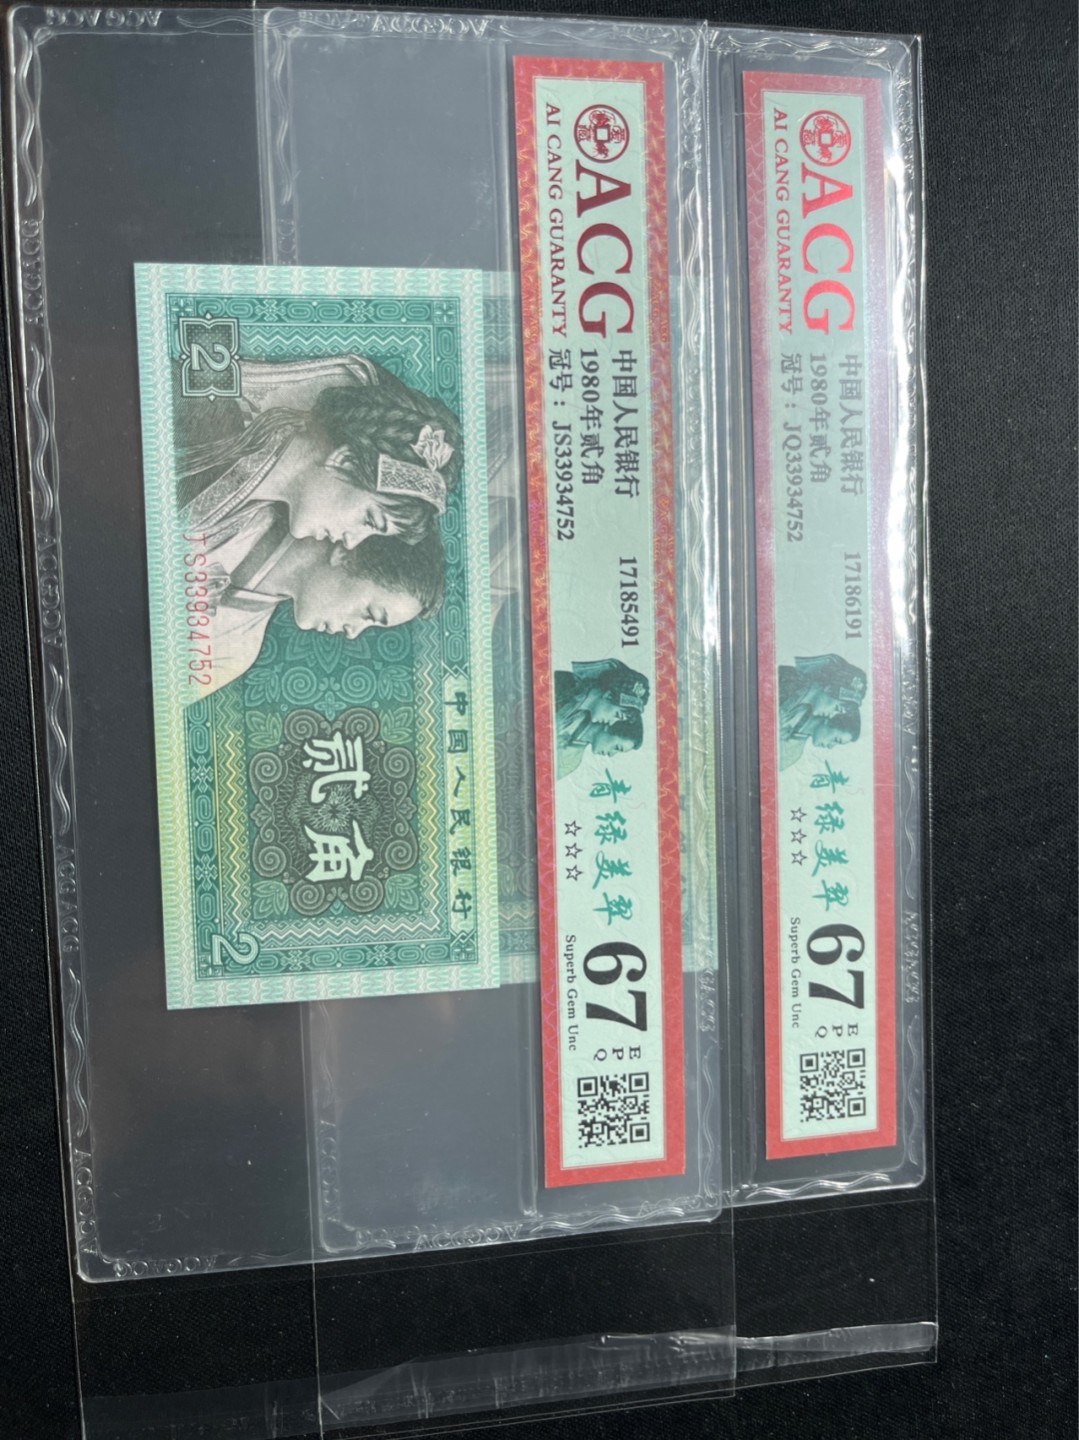 ACG
AI CANG GUARANTY
中国人民银行
1980年贰角
冠号：JQ33934752
17186191
青绿美翠
☆☆☆
67
EPQ
Superb Gem Unc
ACG
AI CANG GUARANTY
中国人民银行
1980年贰角
冠号：JS33934752
17185491
青绿美翠
☆☆☆
67
EPQ
Superb Gem Unc
中国人民银行
贰角
2
2
JS33934752